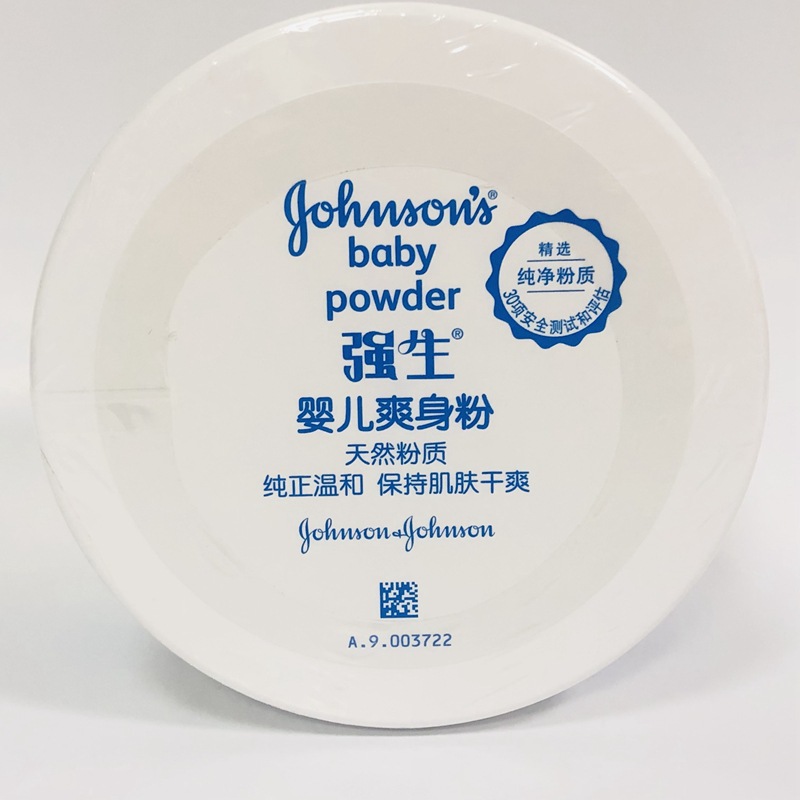 Johnson's®
baby
powder
强生®
婴儿爽身粉
天然粉质
纯正温和 保持肌肤干爽
Johnson & Johnson
A.9.003722
精选
纯净粉质
30项安全测试和评估